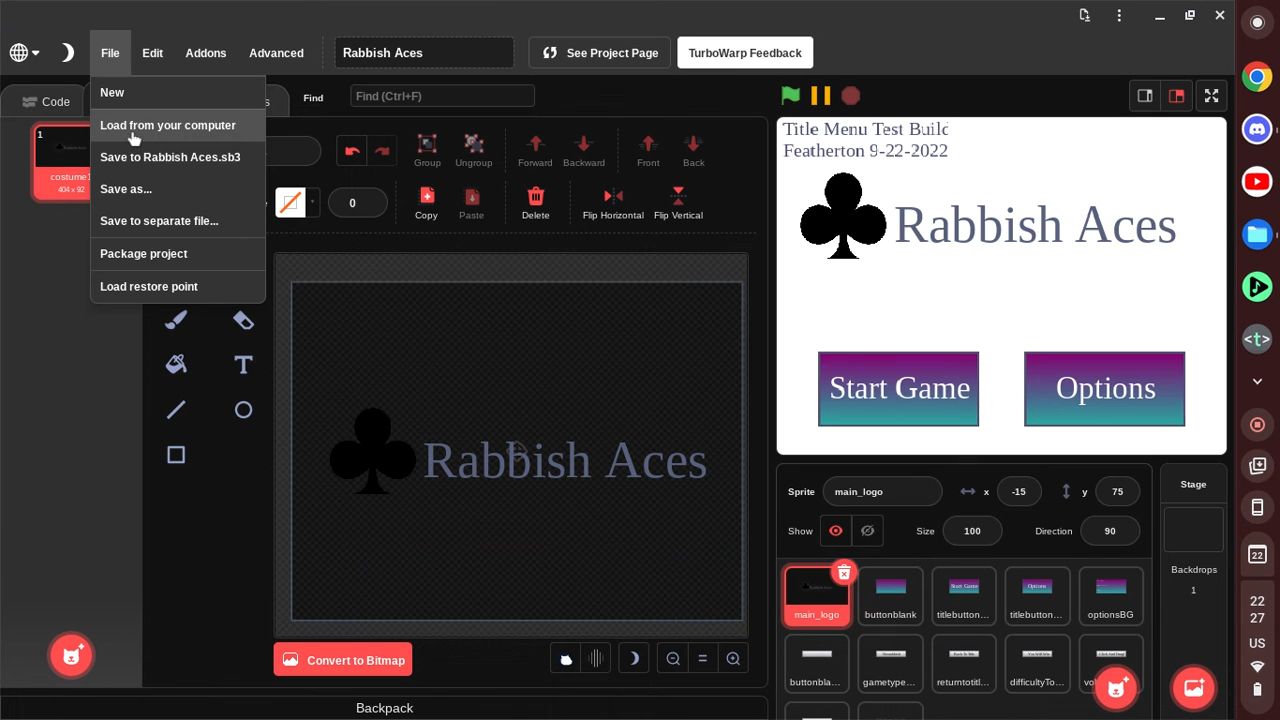 File
Edit
Addons
Advanced
Rabbish Aces
See Project Page
TurboWarp Feedback
New
Load from your computer
Save to Rabbish Aces.sb3
Save as...
Save to separate file...
Package project
Load restore point
Code
s
Find
Find (Ctrl+F)
1
costume1
404 x 92
Group
Ungroup
Forward
Backward
Front
Back
0
Copy
Paste
Delete
Flip Horizontal
Flip Vertical
Rabbish Aces
Convert to Bitmap
Backpack
Title Menu Test Build
Featherton 9-22-2022
Rabbish Aces
Start Game
Options
Sprite
main_logo
x
-15
y
75
Show
Size
100
Direction
90
main_logo
buttonblank
Start Game
titlebutton...
Options
titlebutton...
optionsBG
buttonbla...
gametype...
returntotitl...
difficultyTo...
Stage
Backdrops
1
22
22
27
US